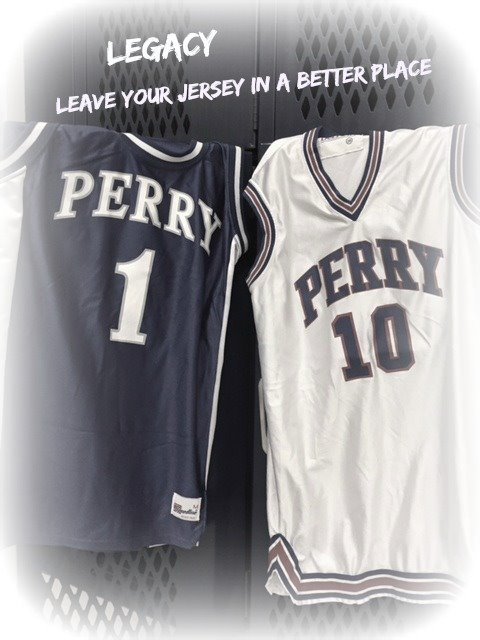 LEGACY
LEAVE YOUR JERSEY IN A BETTER PLACE
PERRY
1
PERRY
10